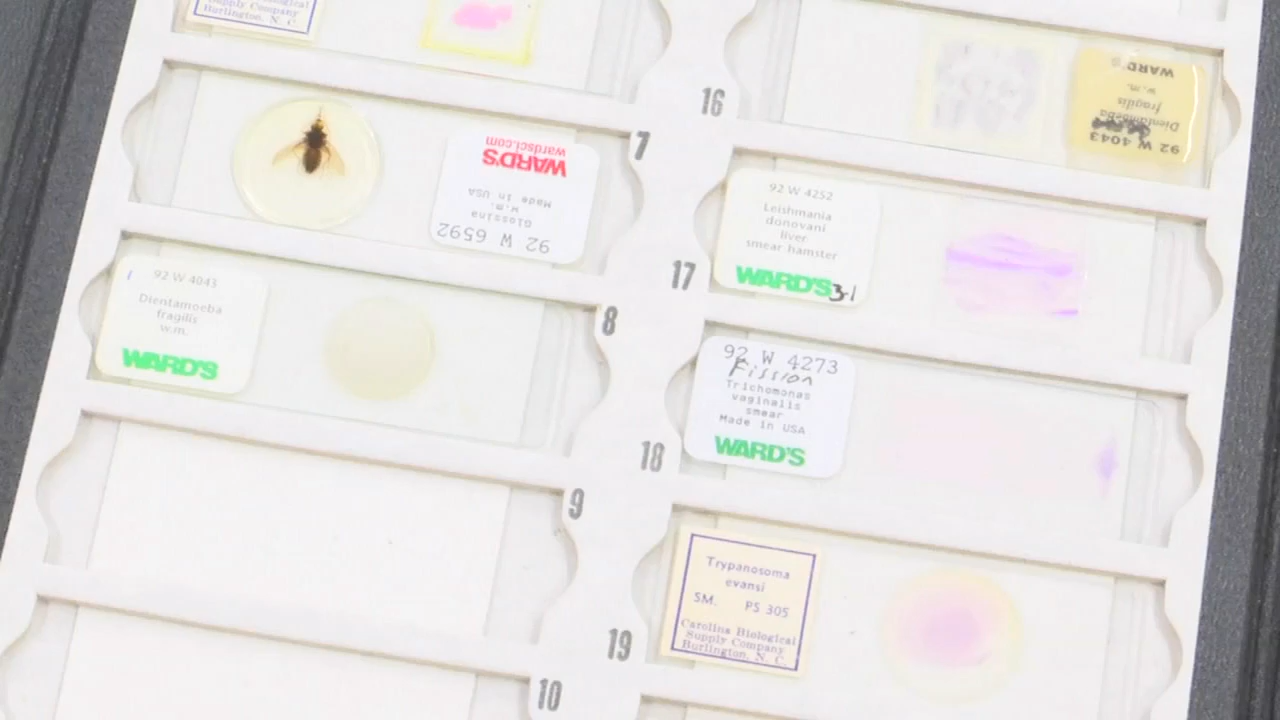 Supply Company
Burlington, N. C.
7
WARD'S
wardsci.com
Made in USA
w.m.
Glossina
92 W 6592
8
92 W 4043
Dientamoeba
fragilis
w.m.
WARD'S
9
10
16
92 W 4043
Dientamoeba
fragilis
w.m.
WARD'S
17
92 W 4252
Leishmania
donovani
liver
smear hamster
WARD'S 3-1
18
92 W 4273
Fission
Trichomonas
vaginalis
smear
Made in USA
WARD'S
19
Trypanosoma
evansi
SM. PS 305
Carolina Biological
Supply Company
Burlington, N. C.